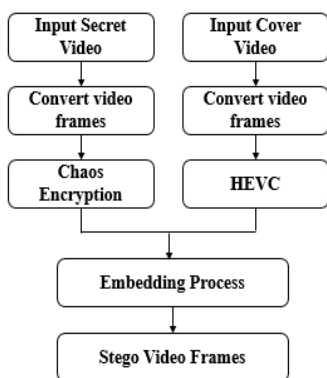 Input Secret
Video
Input Cover
Video
Convert video
frames
Convert video
frames
Chaos
Encryption
HEVC
Embedding Process
Stego Video Frames